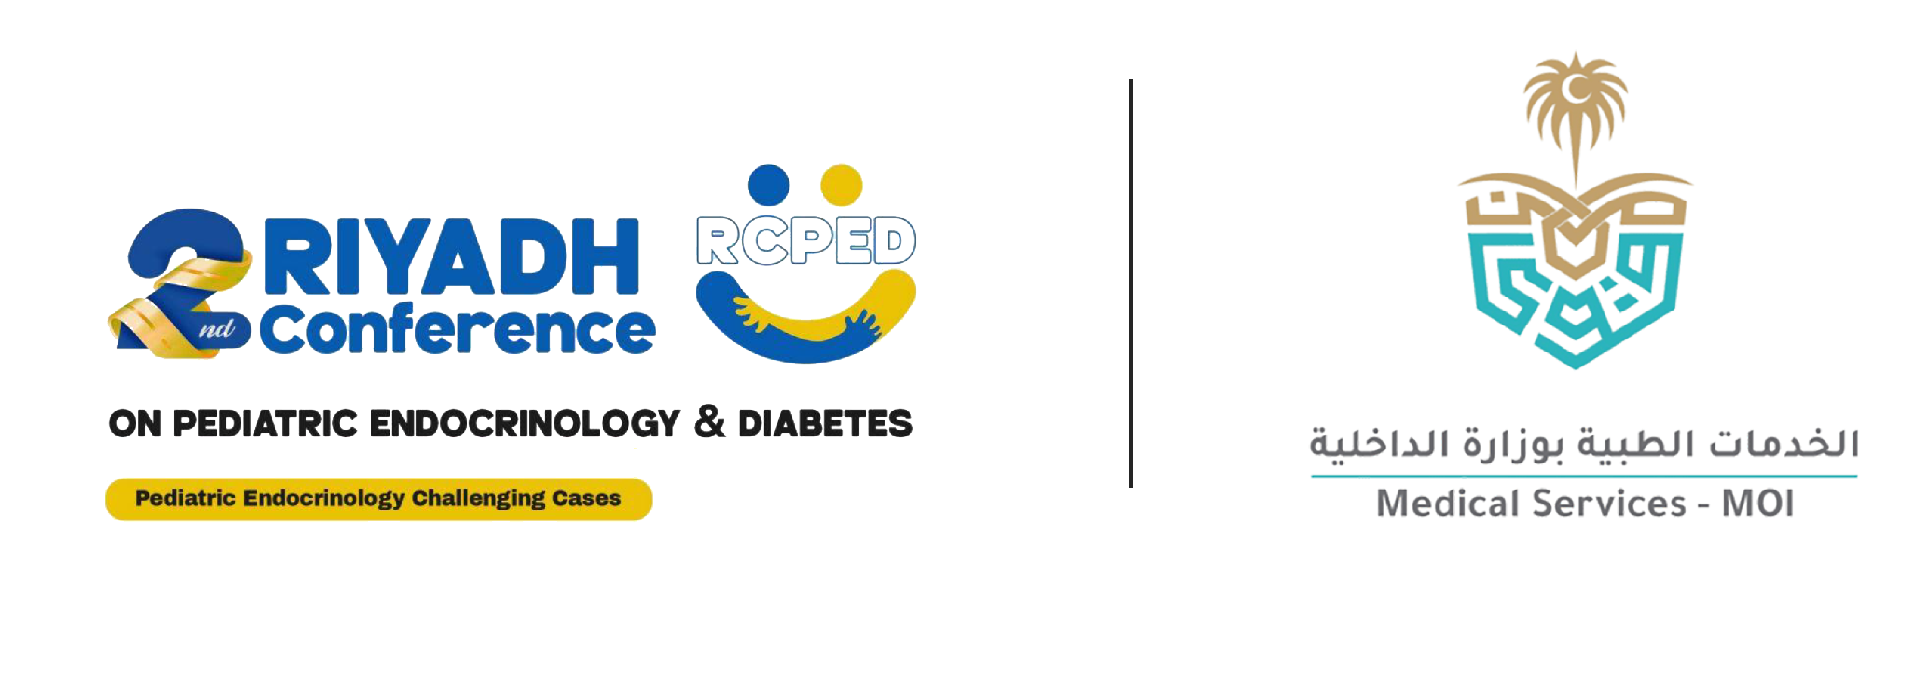 2nd RIYADH
Conference
RCPED
ON PEDIATRIC ENDOCRINOLOGY & DIABETES
Pediatric Endocrinology Challenging Cases
الخدمات الطبية بوزارة الداخلية
Medical Services - MOI